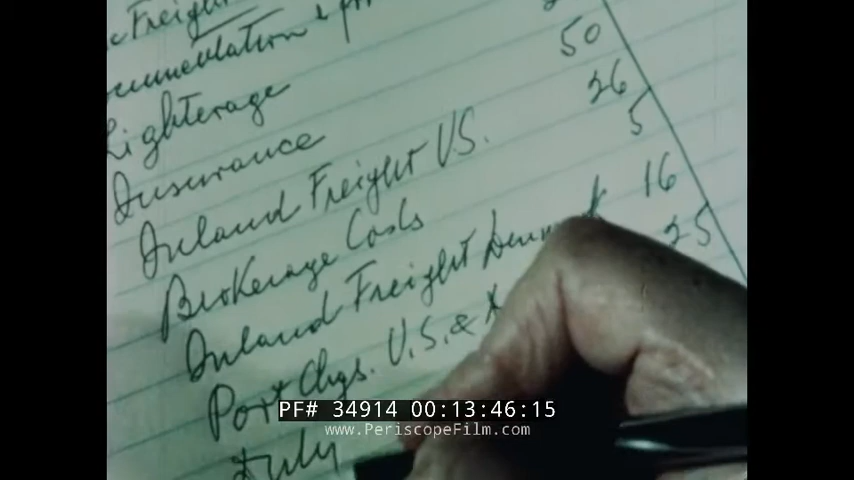 Freight
Lighterage 50
Insurance 26
Inland Freight U.S. 5
Brokerage Costs 16
Inland Freight 25
Port Chgs. U.S. &
PF# 34914 00:13:46:15
www.PeriscopeFilm.com